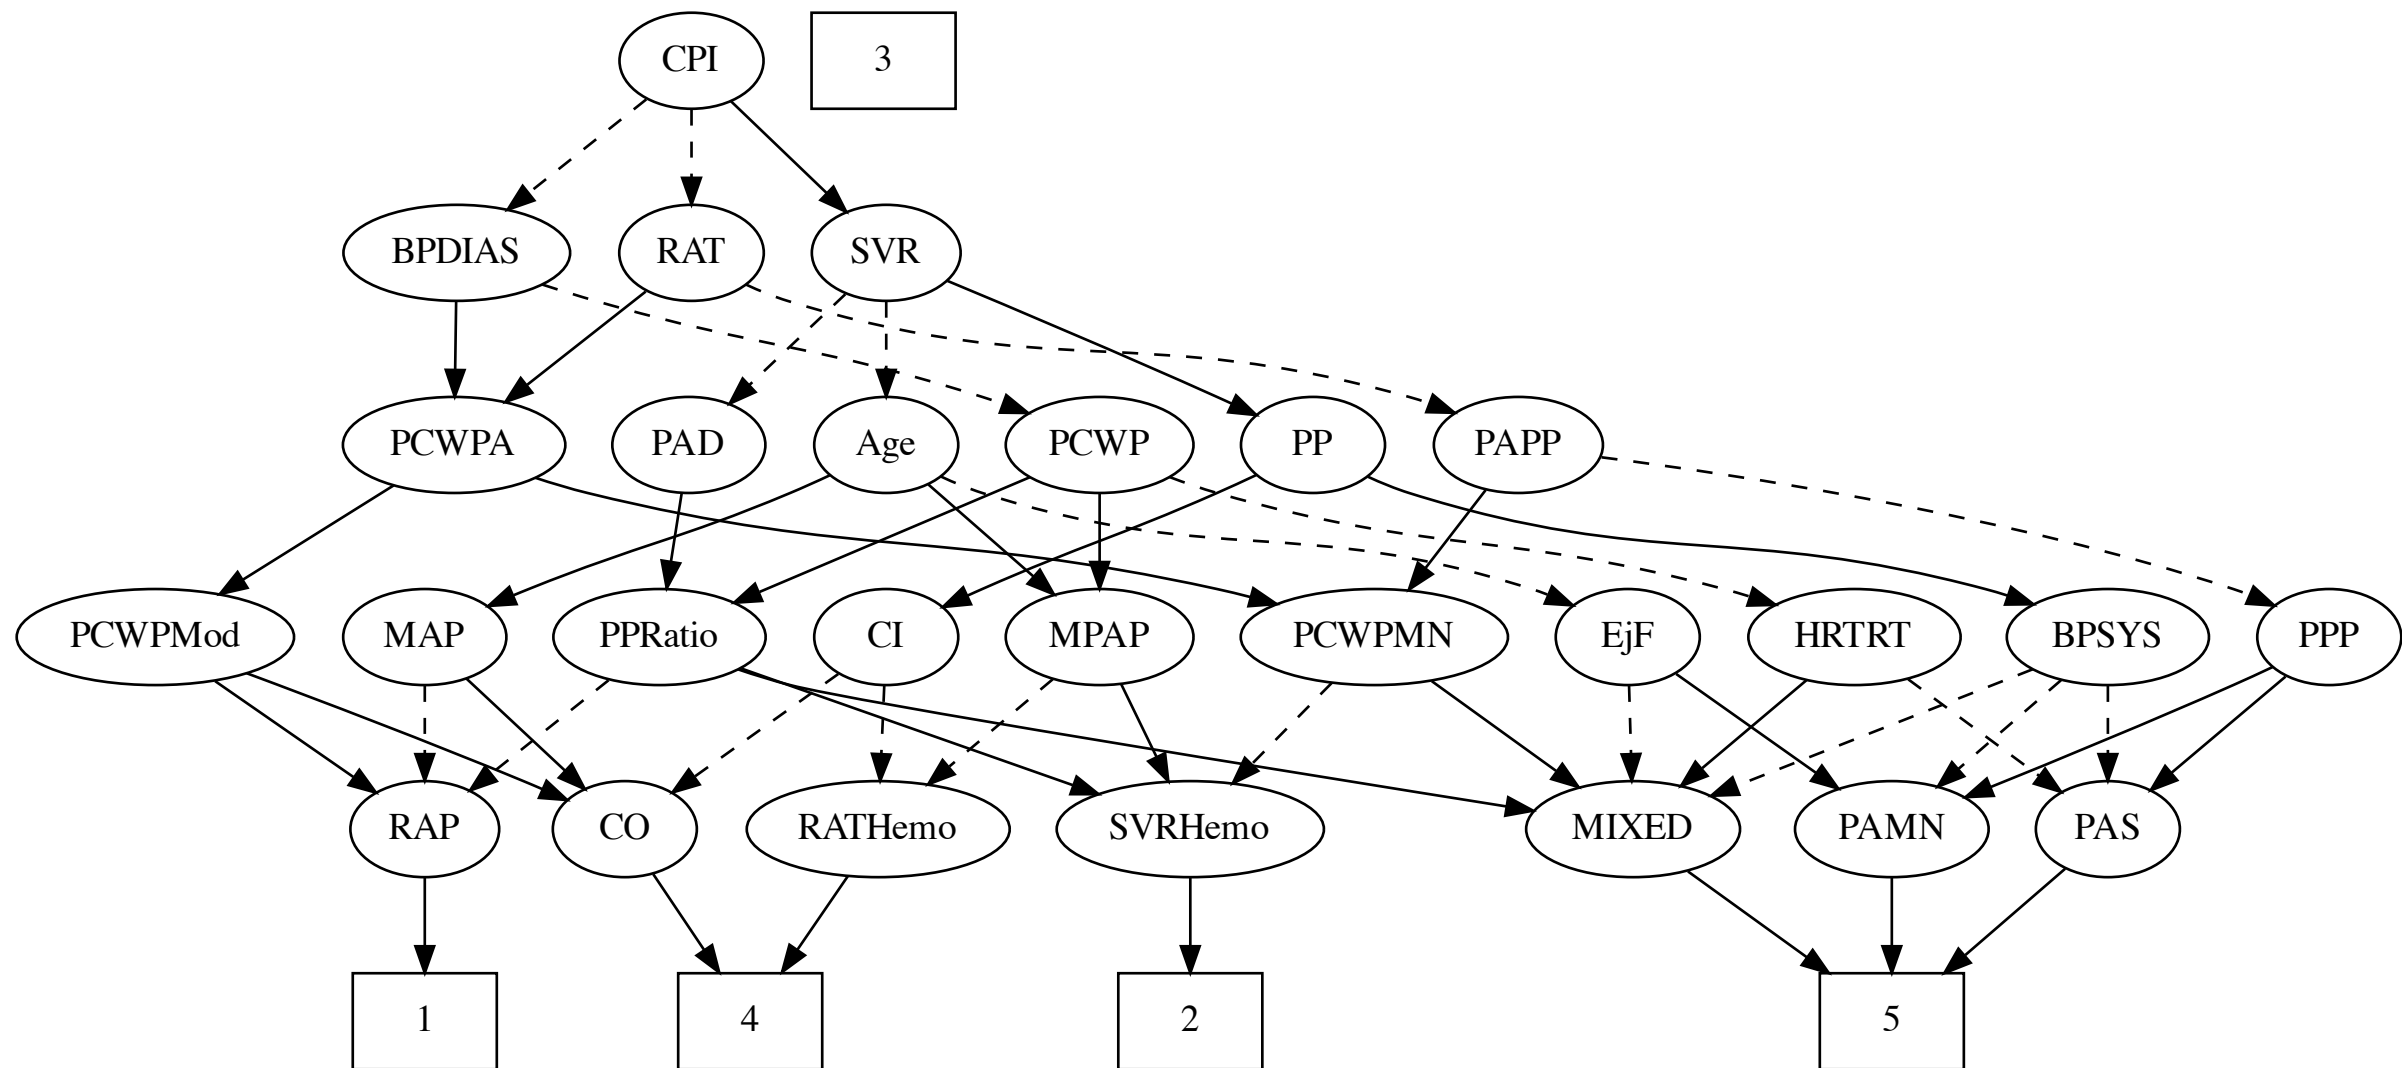 CPI
3
BPDIAS
RAT
SVR
PCWPA
PAD
Age
PCWP
PP
PAPP
PCWPMod
MAP
PPRatio
CI
MPAP
PCWPMN
EjF
HRTRT
BPSYS
PPP
RAP
CO
RATHemo
SVRHemo
MIXED
PAMN
PAS
1
4
2
5